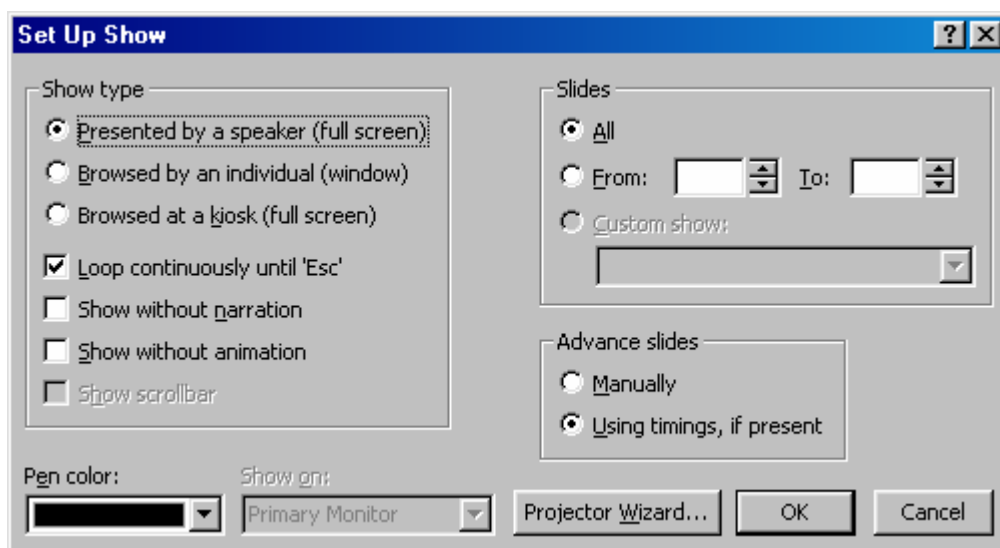 Set Up Show
Show type
Presented by a speaker (full screen)
Browsed by an individual (window)
Browsed at a kiosk (full screen)
Loop continuously until 'Esc'
Show without narration
Show without animation
Show scrollbar
Slides
All
From: To:
Custom show:
Advance slides
Manually
Using timings, if present
Pen color:
Show on:
Primary Monitor
Projector Wizard... OK Cancel